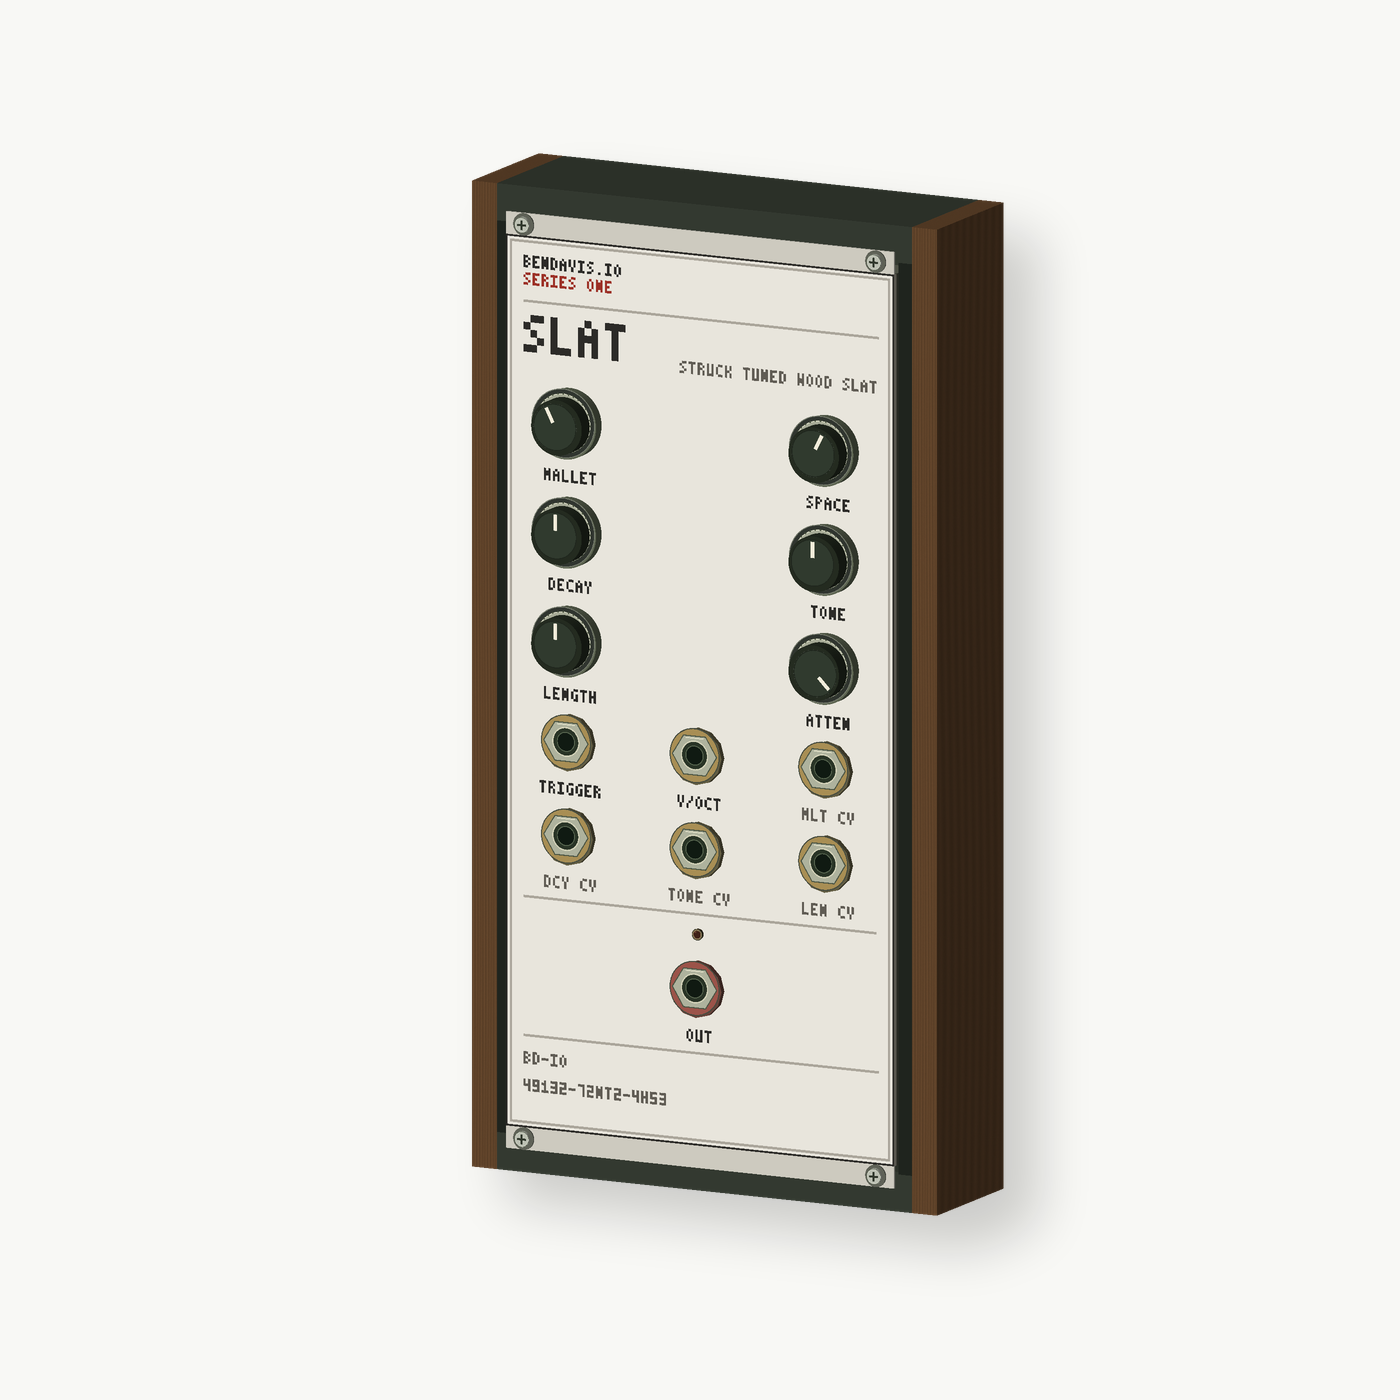 BENDAVIS.IO
SERIES ONE
SLAT
STRUCK TUNED WOOD SLAT
MALLET
SPACE
DECAY
TONE
LENGTH
ATTEN
TRIGGER
V/OCT
MLT CV
DCY CV
TONE CV
LEN CV
OUT
BD-IO
49132-72NT2-4H53